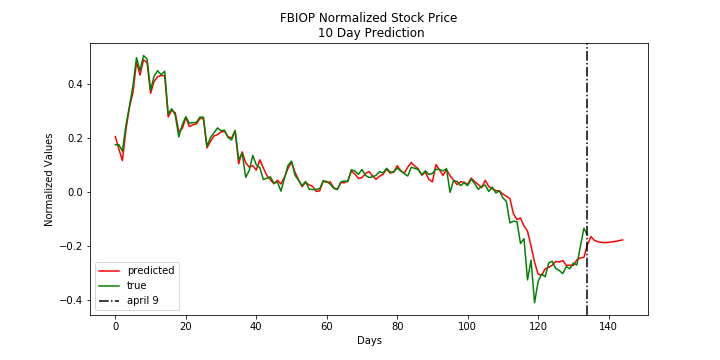 FBIOP Normalized Stock Price
10 Day Prediction
Normalized Values
0.4
0.2
0.0
−0.2
−0.4
predicted
true
april 9
0 20 40 60 80 100 120 140
Days